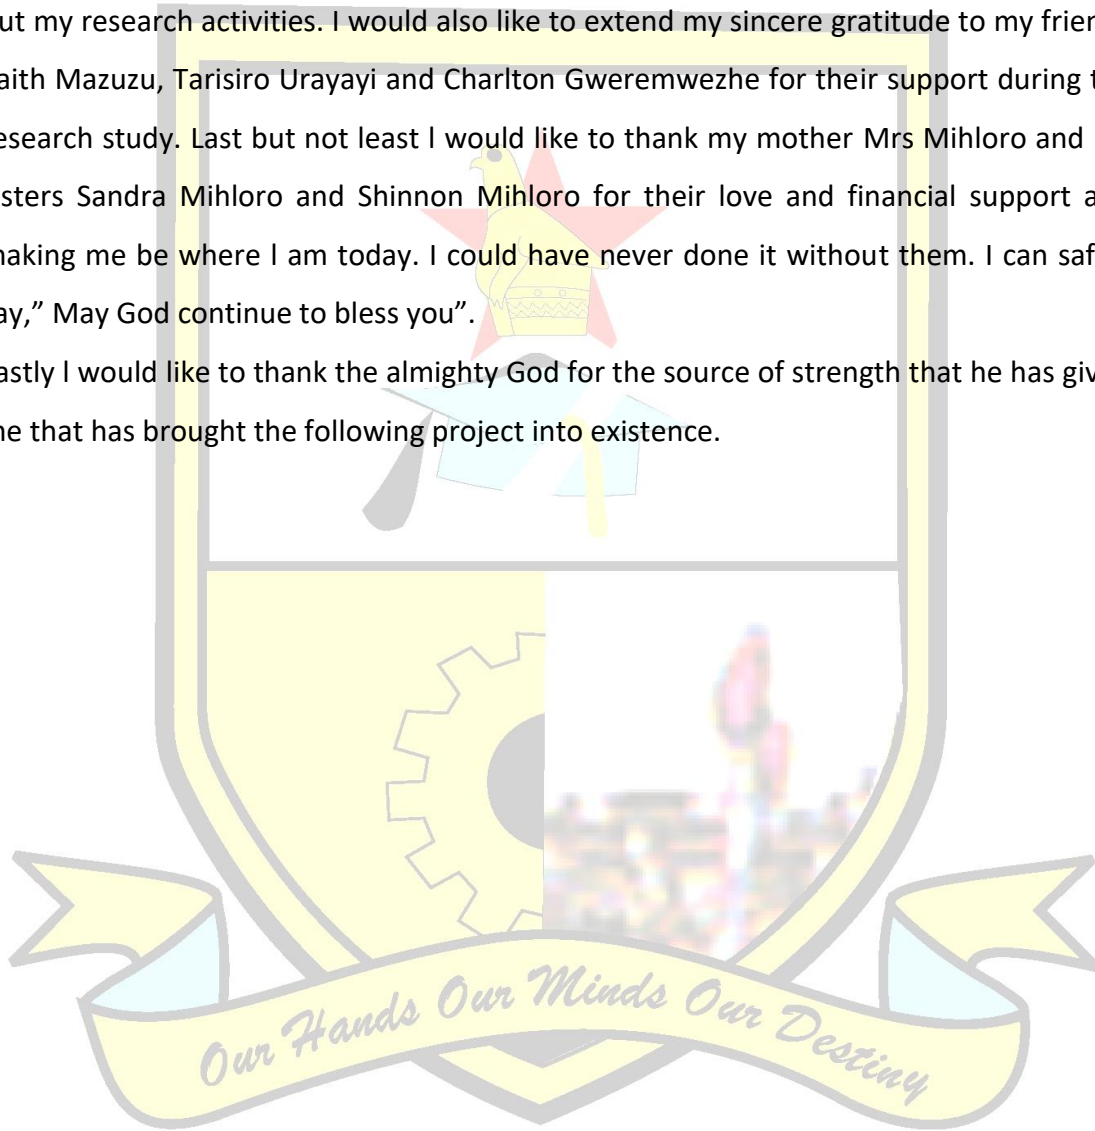 ut my research activities. I would also like to extend my sincere gratitude to my frien
aith Mazuzu, Tarisiro Urayayi and Charlton Gweremwezhe for their support during t
esearch study. Last but not least l would like to thank my mother Mrs Mihloro and
sters Sandra Mihloro and Shinnon Mihloro for their love and financial support a
naking me be where l am today. I could have never done it without them. I can saf
ay,” May God continue to bless you”.
astly l would like to thank the almighty God for the source of strength that he has giv
ne that has brought the following project into existence.
Our Hands Our Minds Our Destiny